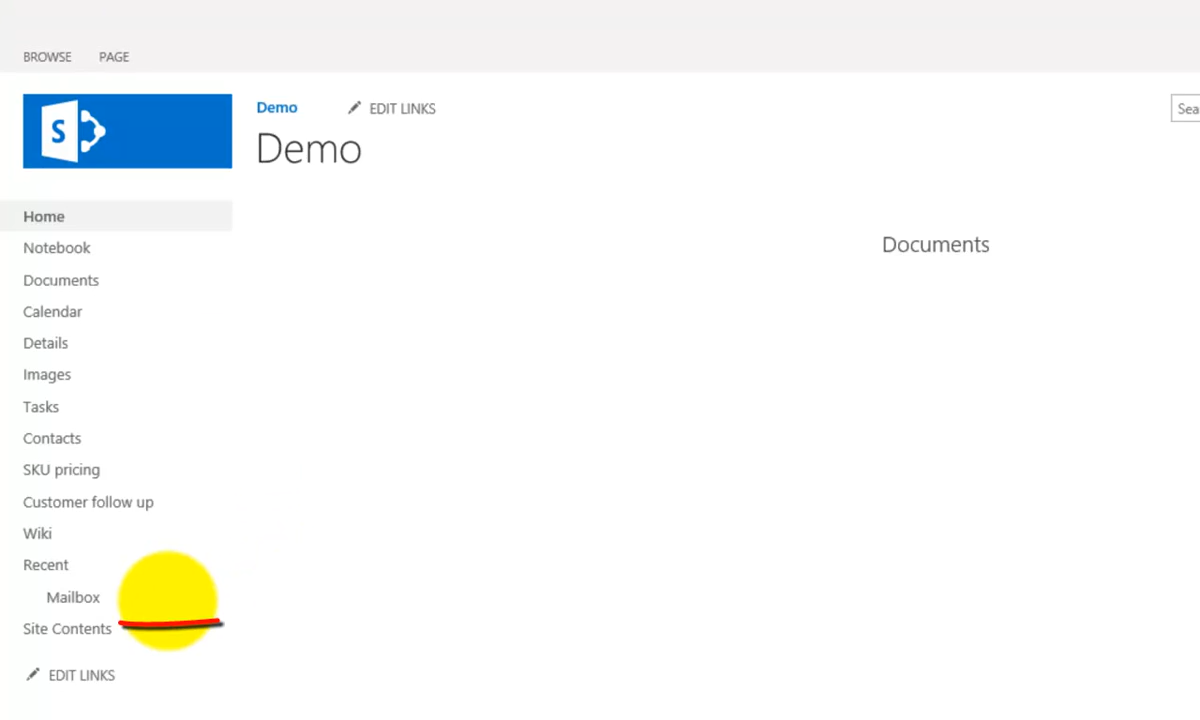 BROWSE PAGE
S
Demo EDIT LINKS
Sea
Demo
Home
Notebook
Documents
Documents
Calendar
Details
Images
Tasks
Contacts
SKU pricing
Customer follow up
Wiki
Recent
Mailbox
Site Contents
EDIT LINKS